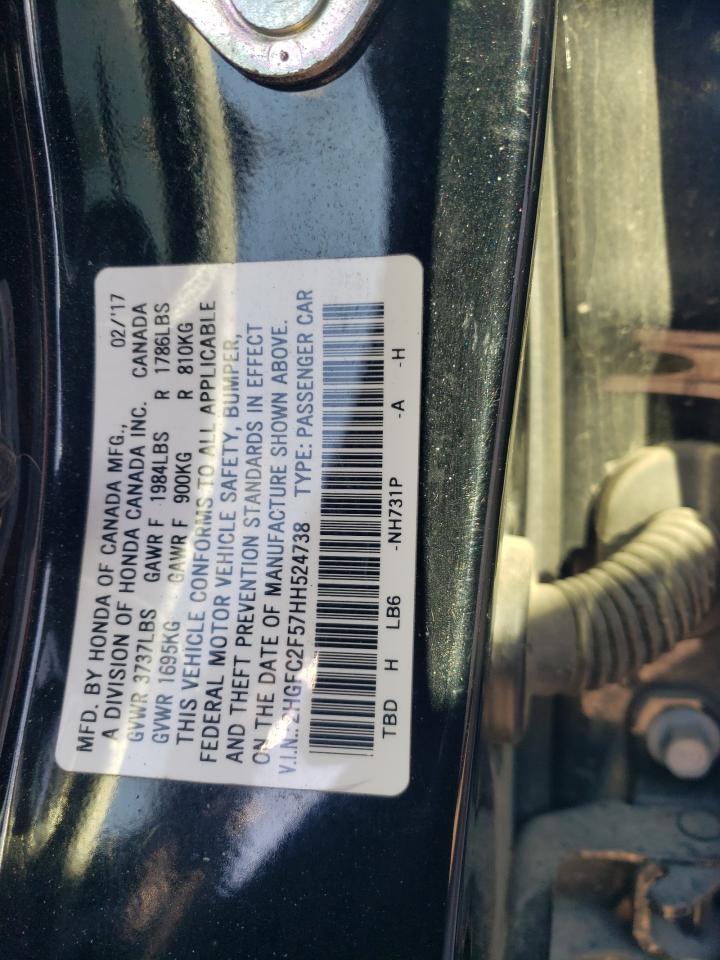 MFD. BY HONDA OF CANADA MFG., 02/'17
A DIVISION OF HONDA CANADA INC. CANADA
GVWR 3737LBS GAWR F 1984LBS R 1786LBS
GVWR 1695KG GAWR F 900KG R 810KG
THIS VEHICLE CONFORMS TO ALL APPLICABLE
FEDERAL MOTOR VEHICLE SAFETY, BUMPER,
AND THEFT PREVENTION STANDARDS IN EFFECT
ON THE DATE OF MANUFACTURE SHOWN ABOVE.
V.I.N.: 2HGFC2F57HH524738 TYPE: PASSENGER CAR
TBD H LB6 -NH731P -A -H